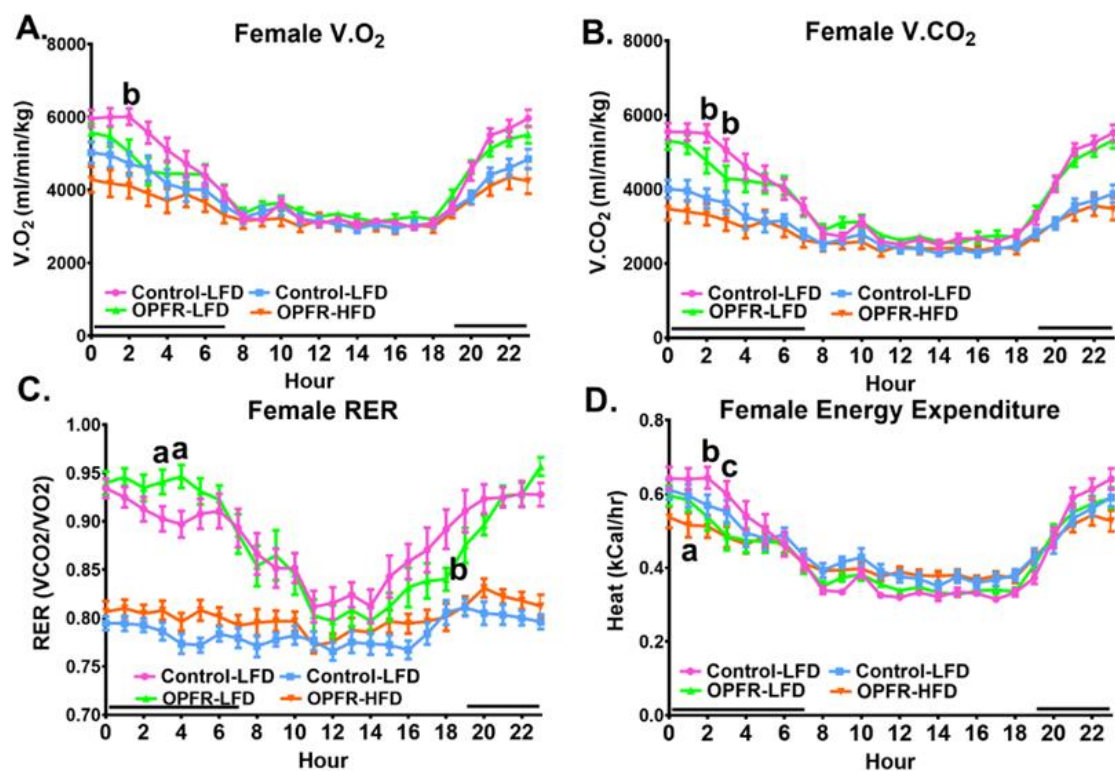 A.
Female V.O₂
V.O₂ (ml/min/kg)
8000
6000
4000
2000
0
b
Control-LFD
Control-LFD
OPFR-LFD
OPFR-HFD
0 2 4 6 8 10 12 14 16 18 20 22
Hour
B.
Female V.CO₂
V.CO₂ (ml/min/kg)
8000
6000
4000
2000
0
b
b
Control-LFD
Control-LFD
OPFR-LFD
OPFR-HFD
0 2 4 6 8 10 12 14 16 18 20 22
Hour
C.
Female RER
RER (VCO2/VO2)
1.00
0.95
0.90
0.85
0.80
0.75
0.70
a
a
b
Control-LFD
Control-LFD
OPFR-LFD
OPFR-HFD
0 2 4 6 8 10 12 14 16 18 20 22
Hour
D.
Female Energy Expenditure
Heat (kCal/hr)
0.8
0.6
0.4
0.2
0.0
b
c
a
Control-LFD
Control-LFD
OPFR-LFD
OPFR-HFD
0 2 4 6 8 10 12 14 16 18 20 22
Hour